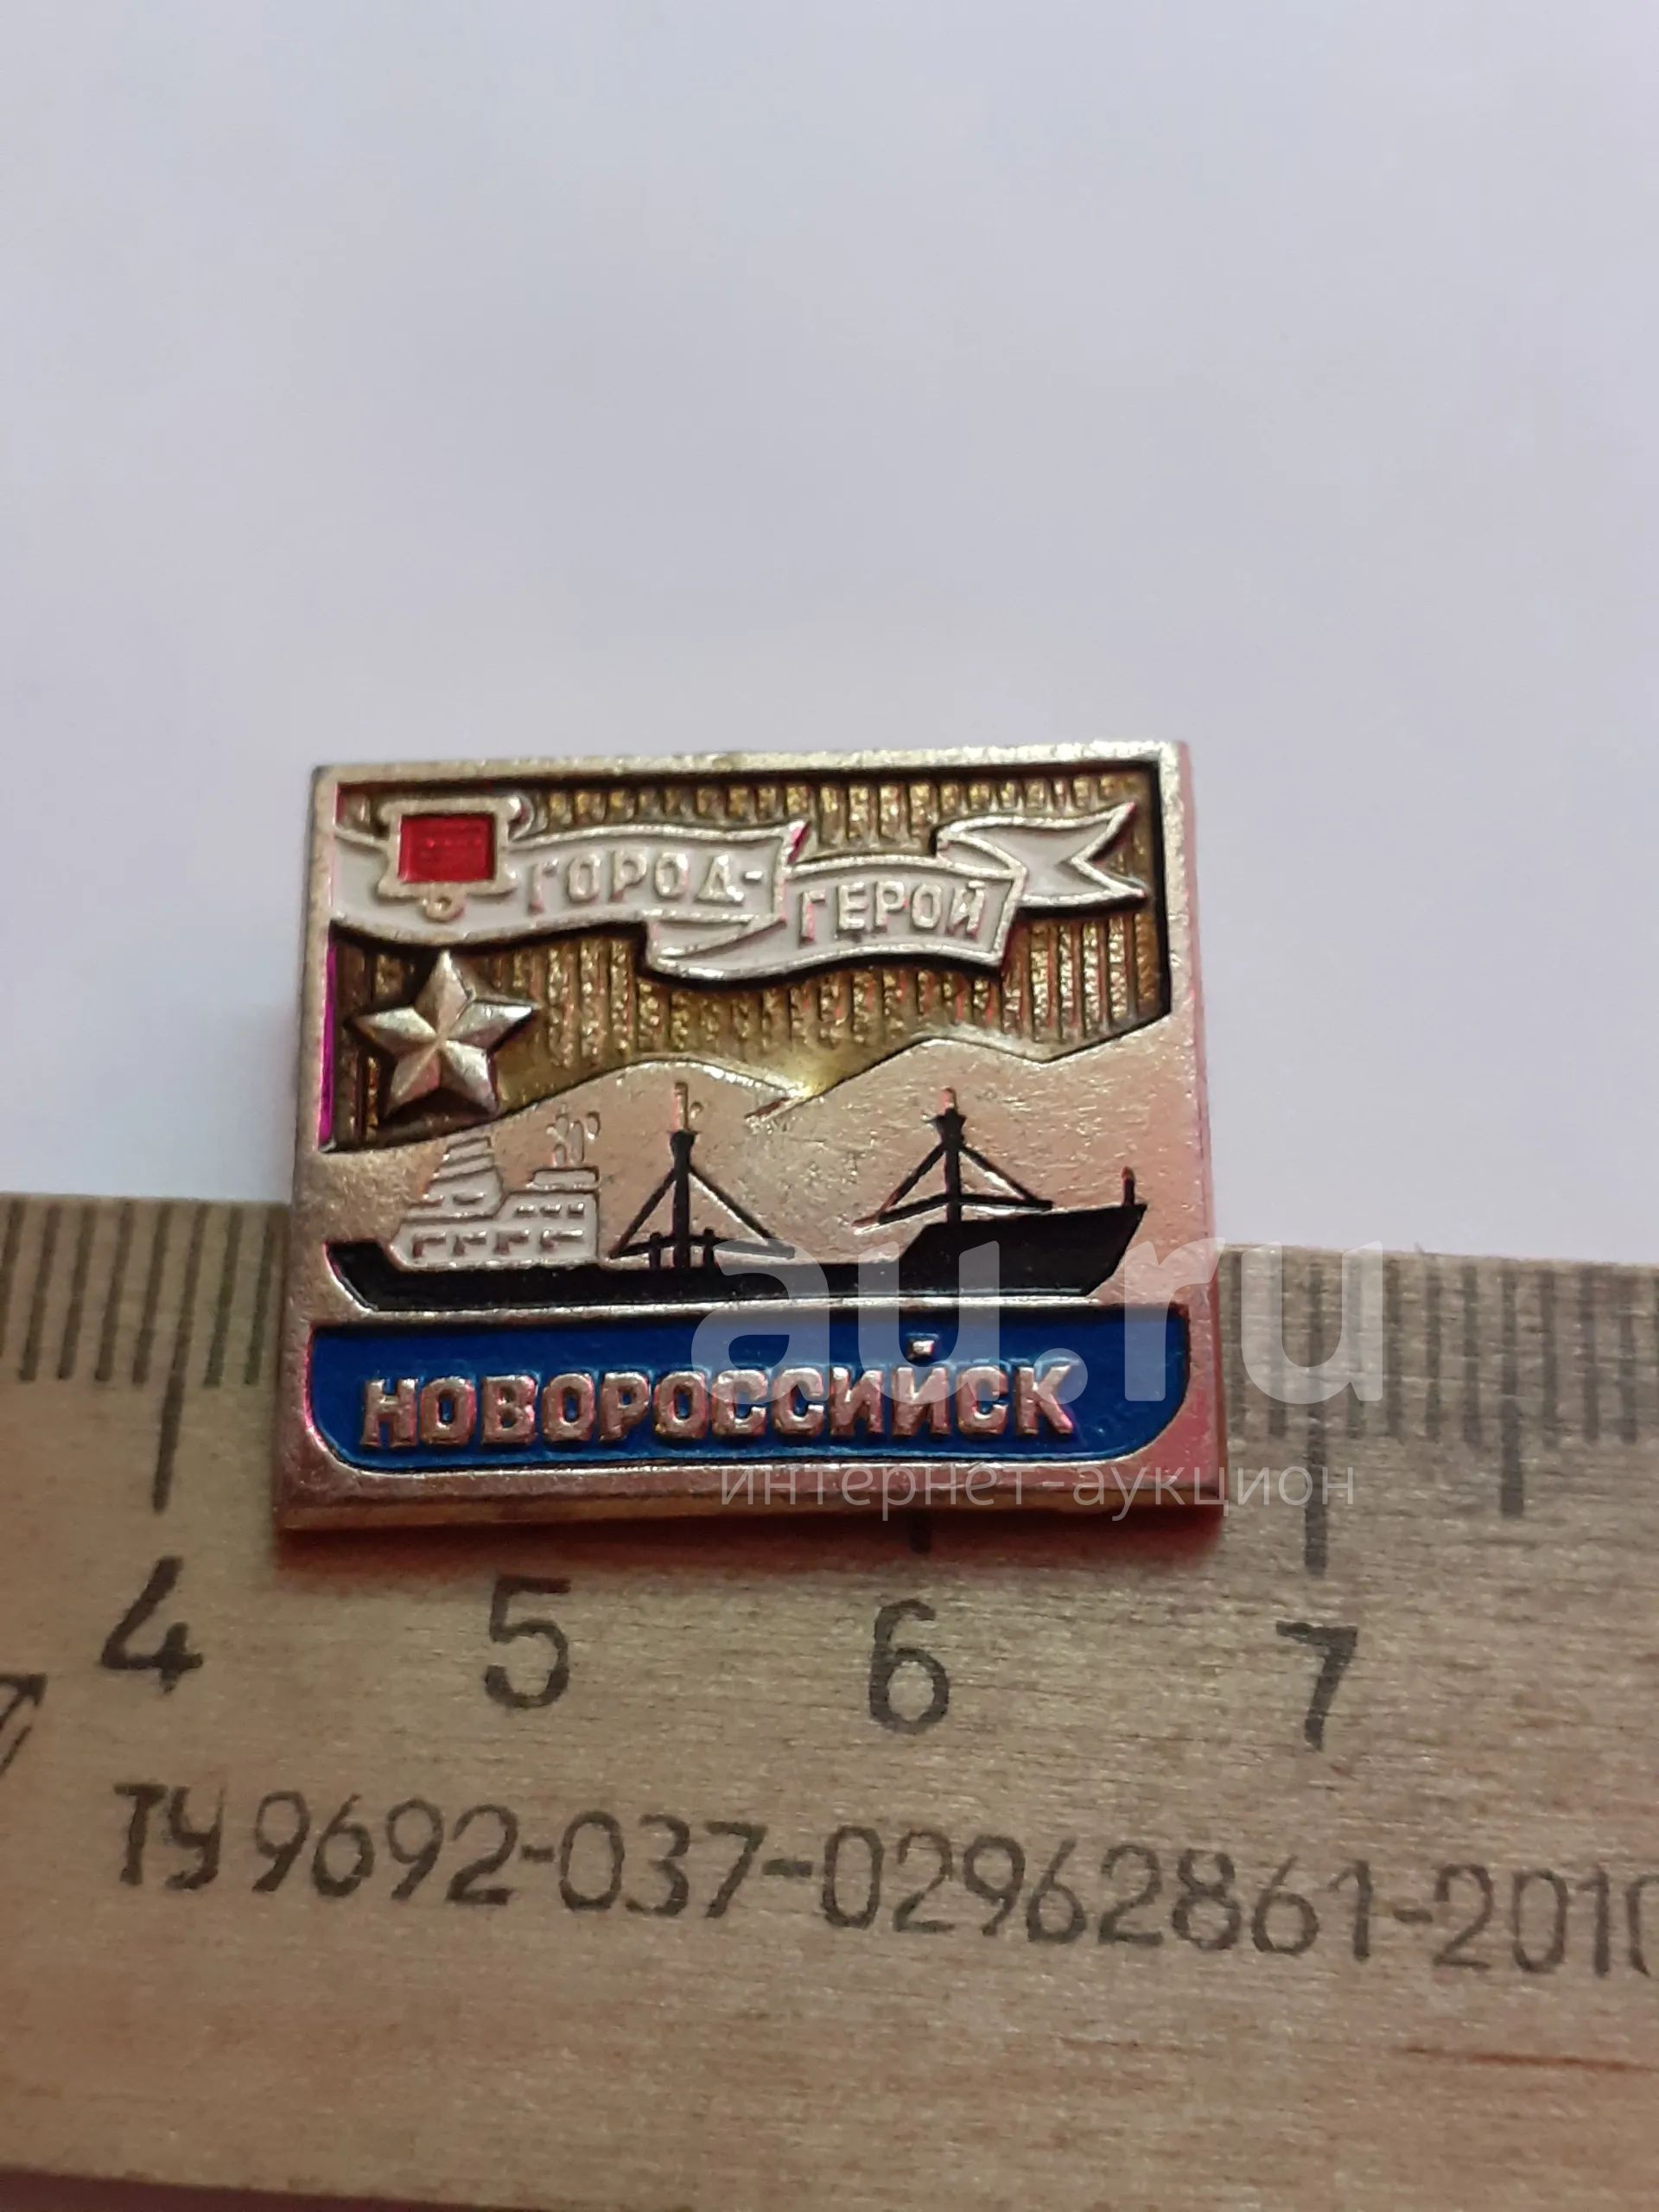 ГОРОД-
ГЕРОЙ
НОВОРОССИЙСК
au.ru
интернет-аукцион
4 5 6 7
ТУ 9692-037-02962861-2010